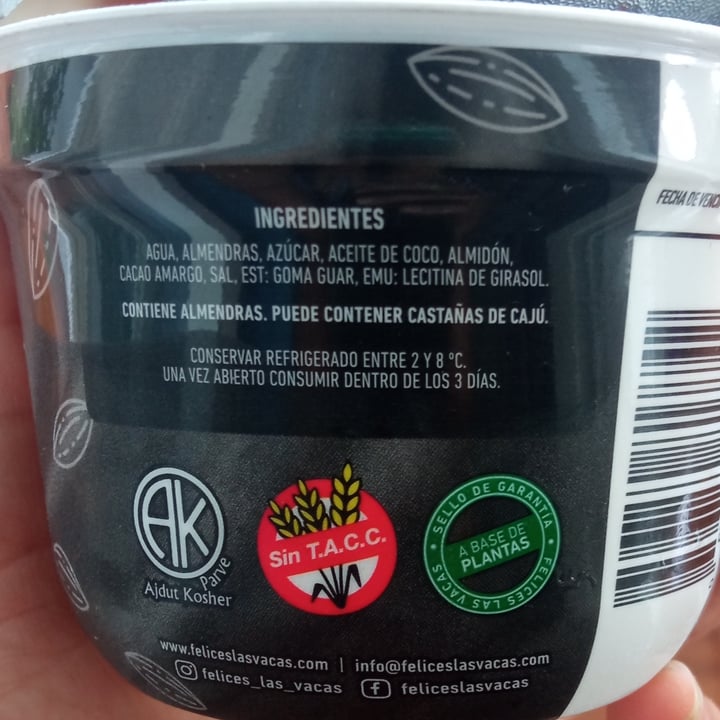 INGREDIENTES
AGUA, ALMENDRAS, AZÚCAR, ACEITE DE COCO, ALMIDÓN,
CACAO AMARGO, SAL, EST: GOMA GUAR, EMU: LECITINA DE GIRASOL.
CONTIENE ALMENDRAS. PUEDE CONTENER CASTAÑAS DE CAJÚ.
CONSERVAR REFRIGERADO ENTRE 2 Y 8 °C.
UNA VEZ ABIERTO CONSUMIR DENTRO DE LOS 3 DÍAS.
FECHA DE VENC
AK
Parve
Ajdut Kosher
Sin T.A.C.C.
SELLO DE GARANTÍA
A BASE DE
PLANTAS
FELICES LAS VACAS
www.feliceslasvacas.com | info@feliceslasvacas.com
felices_las_vacas
feliceslasvacas